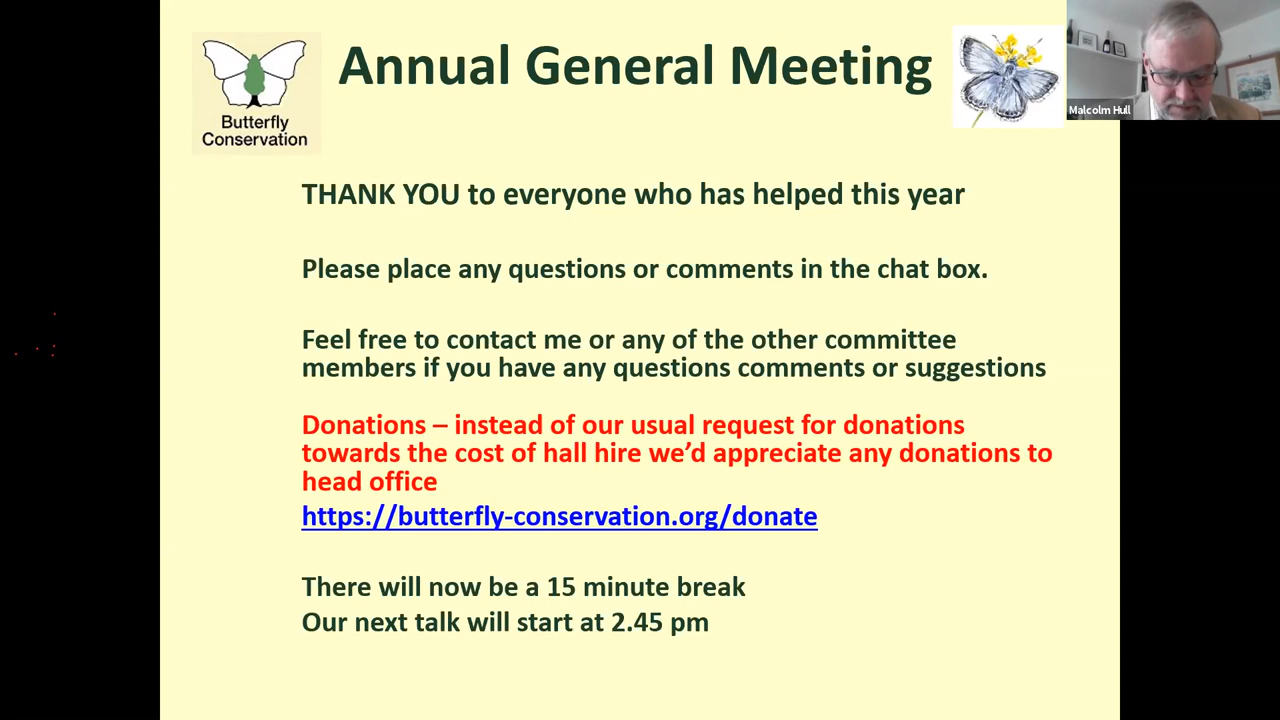 Annual General Meeting
Butterfly
Conservation
Malcolm Hull
THANK YOU to everyone who has helped this year
Please place any questions or comments in the chat box.
Feel free to contact me or any of the other committee
members if you have any questions comments or suggestions
Donations – instead of our usual request for donations
towards the cost of hall hire we’d appreciate any donations to
head office
https://butterfly-conservation.org/donate
There will now be a 15 minute break
Our next talk will start at 2.45 pm